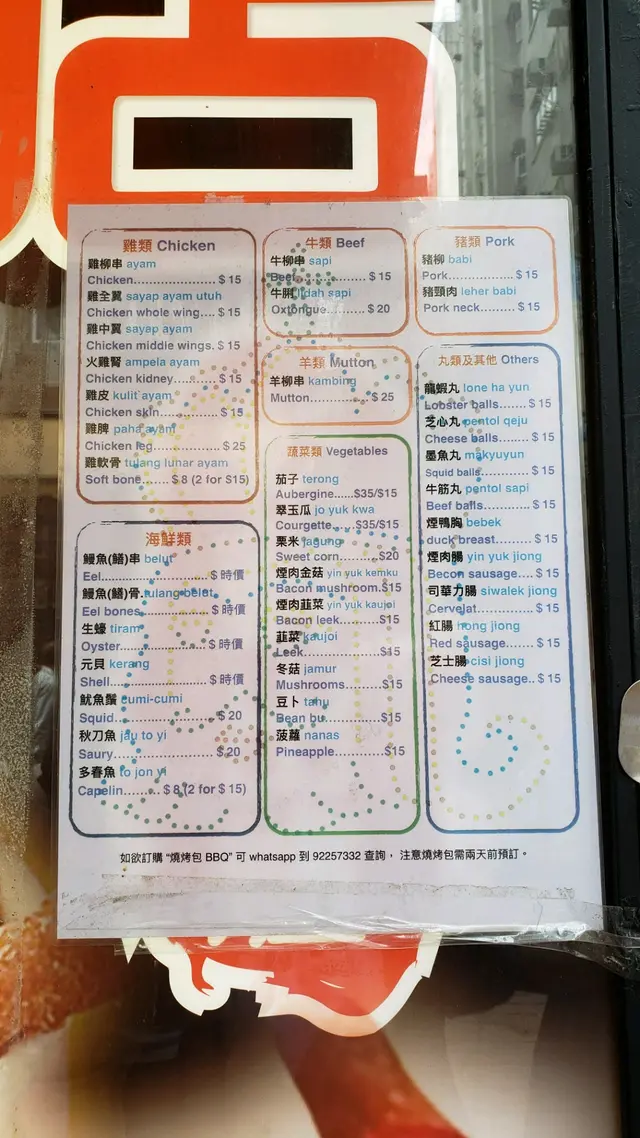 雞類 Chicken
雞柳串 ayam
Chicken................ $ 15
雞全翼 sayap ayam utuh
Chicken whole wing.... $ 15
雞中翼 sayap ayam
Chicken middle wings. $ 15
火雞腎 ampela ayam
Chicken kidney......... $ 15
雞皮 kulit ayam
Chicken skin............. $ 15
雞脾 paha ayam
Chicken leg............. $ 25
雞軟骨 tulang lunar ayam
Soft bone...... $ 8 (2 for $15)
海鮮類
鰻魚(鱔)串 belut
Eel......................... $ 時價
鰻魚(鱔)骨.tulang belut
Eel bones................ $ 時價
生蠔 tiram
Oyster.................... $ 時價
元貝 kerang
Shell....................... $ 時價
魷魚鬚 cumi-cumi
Squid...................... $ 20
秋刀魚 jau to yi
Saury...................... $ 20
多春魚 to jon yi
Capelin........ $ 8 (2 for $ 15)
牛類 Beef
牛柳串 sapi
Beef..................... $ 15
牛脷 lidah sapi
Oxtongue............ $ 20
羊類 Mutton
羊柳串 kambing
Mutton................ $ 25
蔬菜類 Vegetables
茄子 terong
Aubergine......$35/$15
翠玉瓜 jo yuk kwa
Courgette.....$35/$15
栗米 jagung
Sweet corn..........$20
煙肉金菇 yin yuk kemku
Bacon mushroom.$15
煙肉韮菜 yin yuk kaujoi
Bacon leek..........$15
韮菜 kaujoi
Leek....................$15
冬菇 jamur
Mushrooms.........$15
豆卜 tahu
Bean bu..............$15
菠蘿 nanas
Pineapple............$15
豬類 Pork
豬柳 babi
Pork..................... $ 15
豬頸肉 leher babi
Pork neck............ $ 15
丸類及其他 Others
龍蝦丸 lone ha yun
Lobster balls....... $ 15
芝心丸 pentol qeju
Cheese balls....... $ 15
墨魚丸 makyuyun
Squid balls........... $ 15
牛筋丸 pentol sapi
Beef balls............ $ 15
煙鴨胸 bebek
duck breast......... $ 15
煙肉腸 yin yuk jiong
Becon sausage.... $ 15
司華力腸 siwalek jiong
Cervejat............... $ 15
紅腸 hong jiong
Red sausage........ $ 15
芝士腸 cisi jiong
Cheese sausage.. $ 15
如欲訂購 “燒烤包 BBQ” 可 whatsapp 到 92257332 查詢， 注意燒烤包需兩天前預訂 。